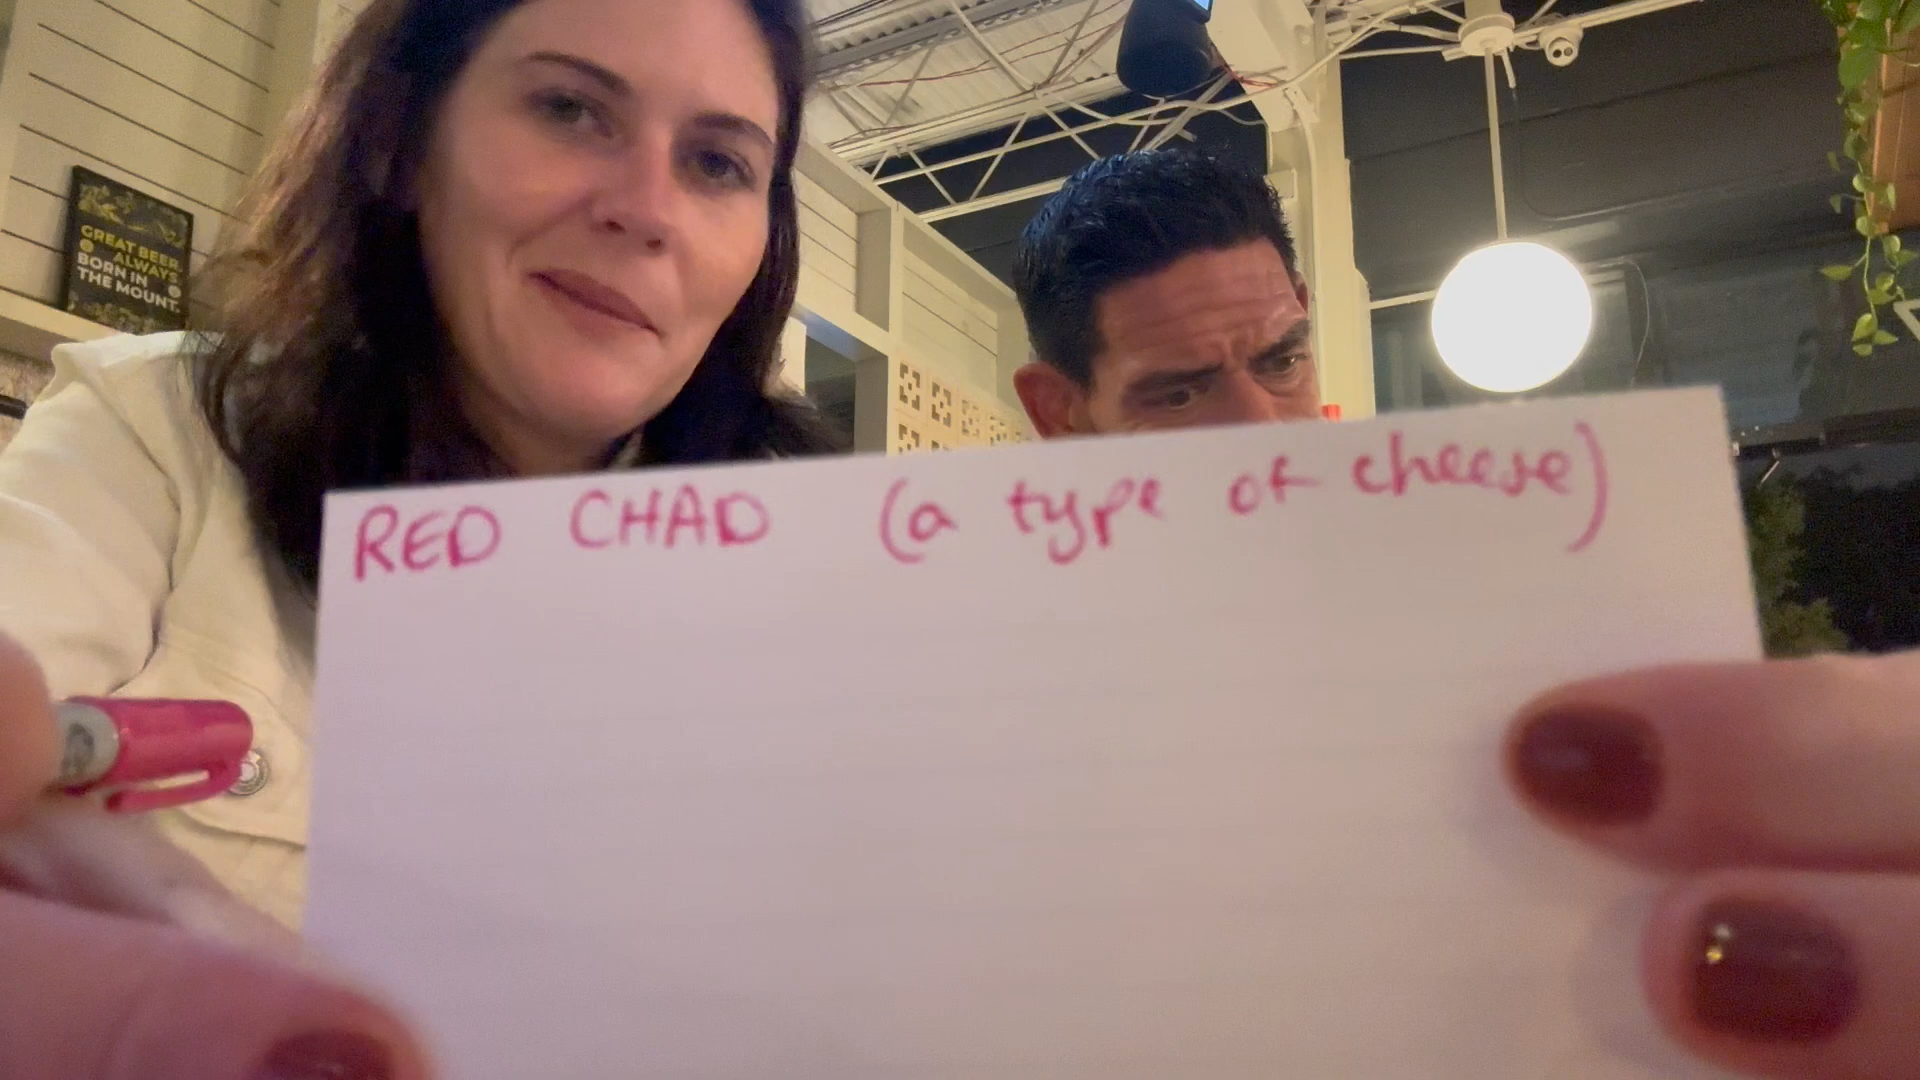 GREAT BEER
ALWAYS
BORN IN
THE MOUNT.
RED CHAD (a type of cheese)